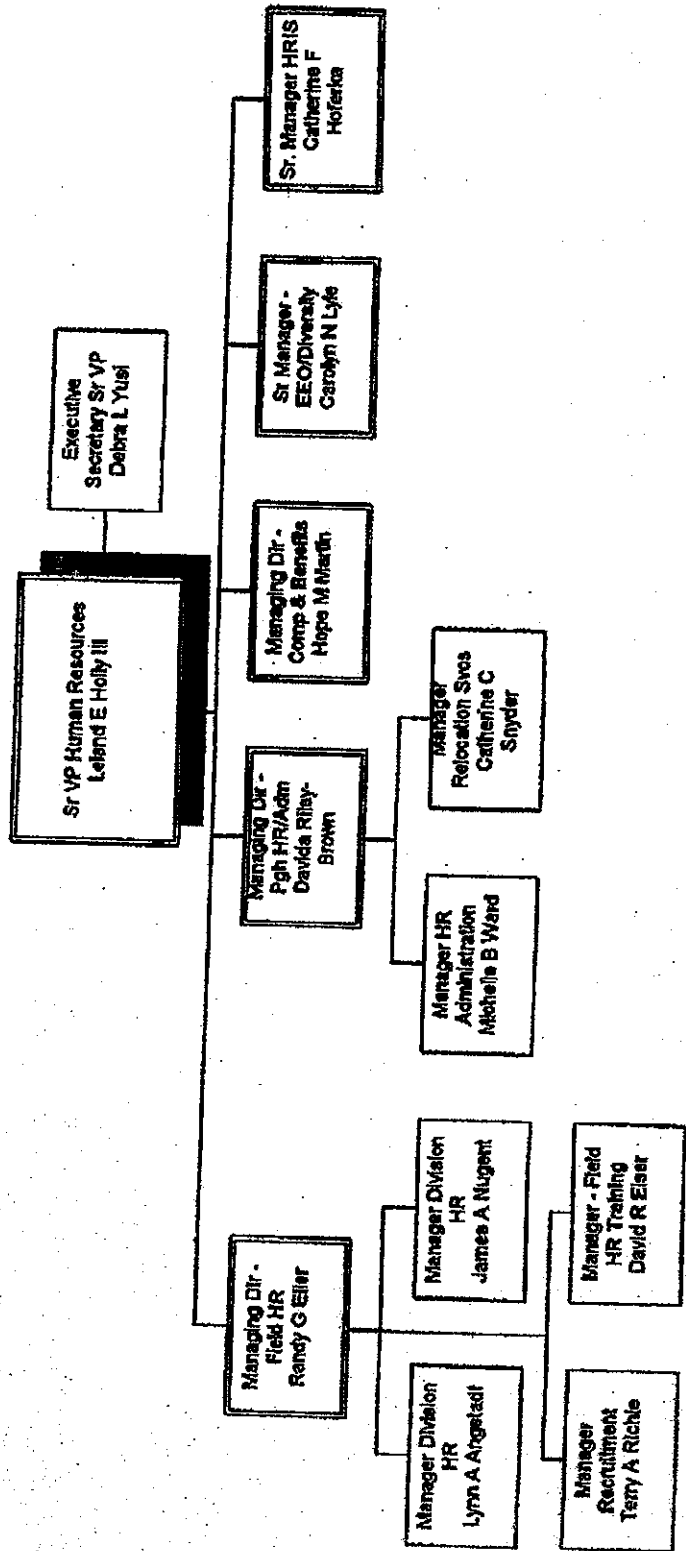 Sr VP Human Resources
Leland E Holly III
Executive
Secretary Sr VP
Debra L Yusi
Managing Dir -
Field HR
Randy G Eller
Managing Dir -
Pgh HR/Adm
Davida Riley-
Brown
Managing Dir -
Comp & Benefits
Hope M Martin
Sr Manager -
EEO/Diversity
Carolyn N Lyle
Sr. Manager HRIS
Catherine F
Hoferka
Manager Division
HR
Lynn A Angstadt
Manager Division
HR
James A Nugent
Manager HR
Administration
Michelle B Ward
Manager
Relocation Svcs
Catherine C
Snyder
Manager
Recruitment
Terry A Richie
Manager - Field
HR Training
David R Elser